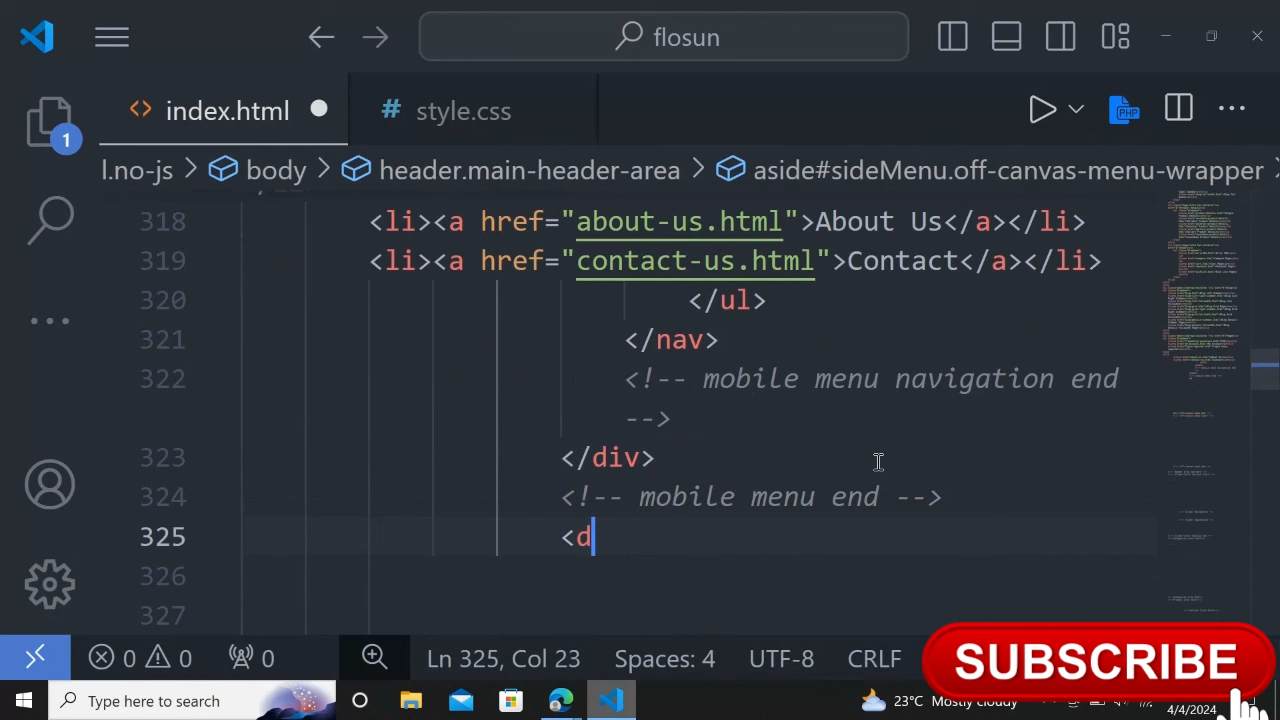 flosun
index.html
style.css
PHP
1
l.no-js > body > header.main-header-area > aside#sideMenu.off-canvas-menu-wrapper
318 <li><a ef="about-us.html">About Us</a></li>
319 <li><a ef="contact-us.html">Contact</a></li>
320 </ul>
321 </nav>
322 <!-- mobile menu navigation end
-->
323 </div>
324 <!-- mobile menu end -->
325 <d
326
327
0 0 0 Ln 325, Col 23 Spaces: 4 UTF-8 CRLF
SUBSCRIBE
Type here to search
23°C Mostly cloudy
4/4/2024